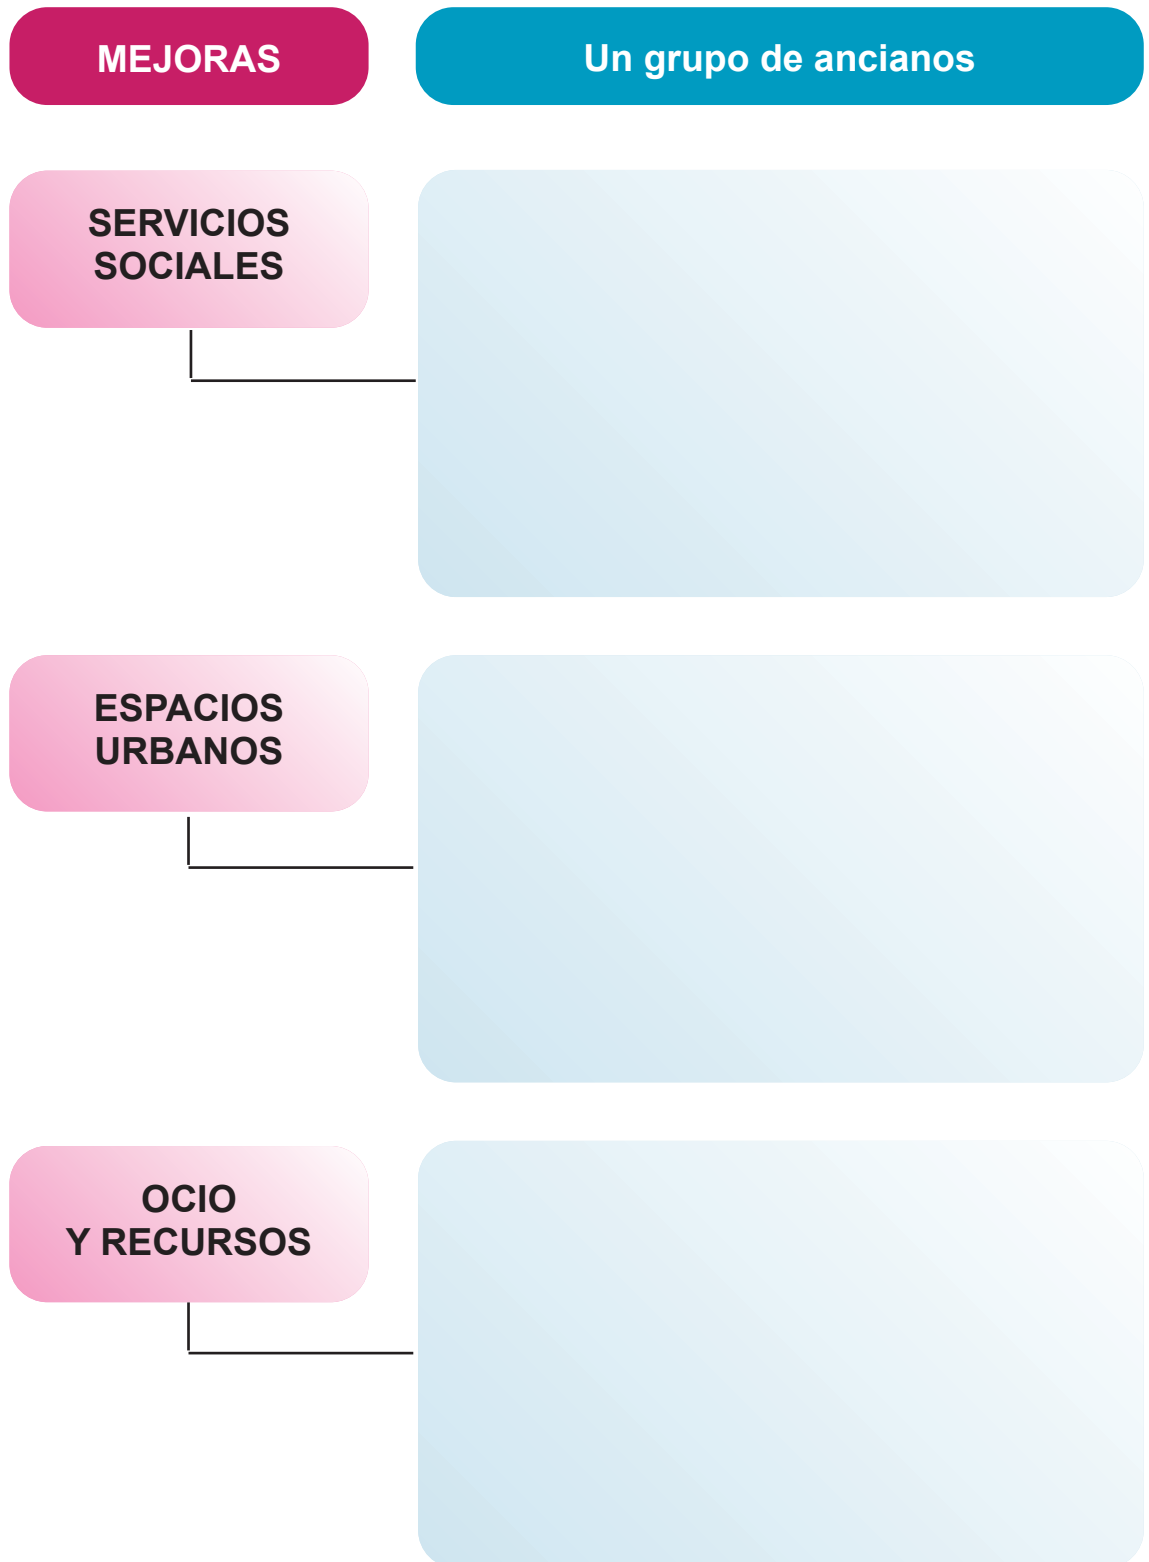 MEJORAS
Un grupo de ancianos
SERVICIOS
SOCIALES
ESPACIOS
URBANOS
OCIO
Y RECURSOS